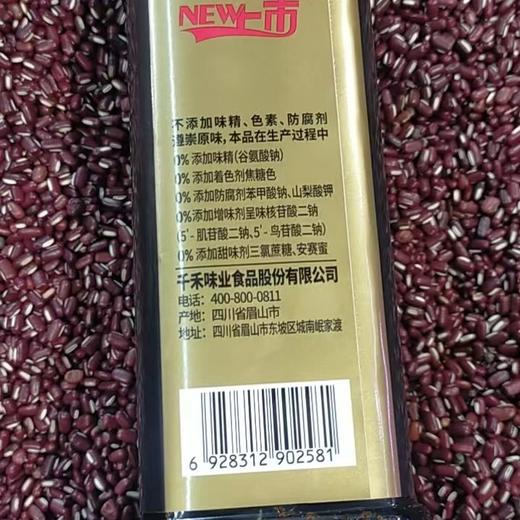 NEW千禾
不添加味精、色素、防腐剂
遵崇原味，本品在生产过程中
0% 添加味精(谷氨酸钠)
0% 添加着色剂焦糖色
0% 添加防腐剂苯甲酸钠、山梨酸钾
0% 添加增味剂呈味核苷酸二钠
(5'-肌苷酸二钠、5'-鸟苷酸二钠)
0% 添加甜味剂三氯蔗糖、安赛蜜
千禾味业食品股份有限公司
电话：400-800-0811
产地：四川省眉山市
地址：四川省眉山市东坡区城南岷家渡
6 928312 902581